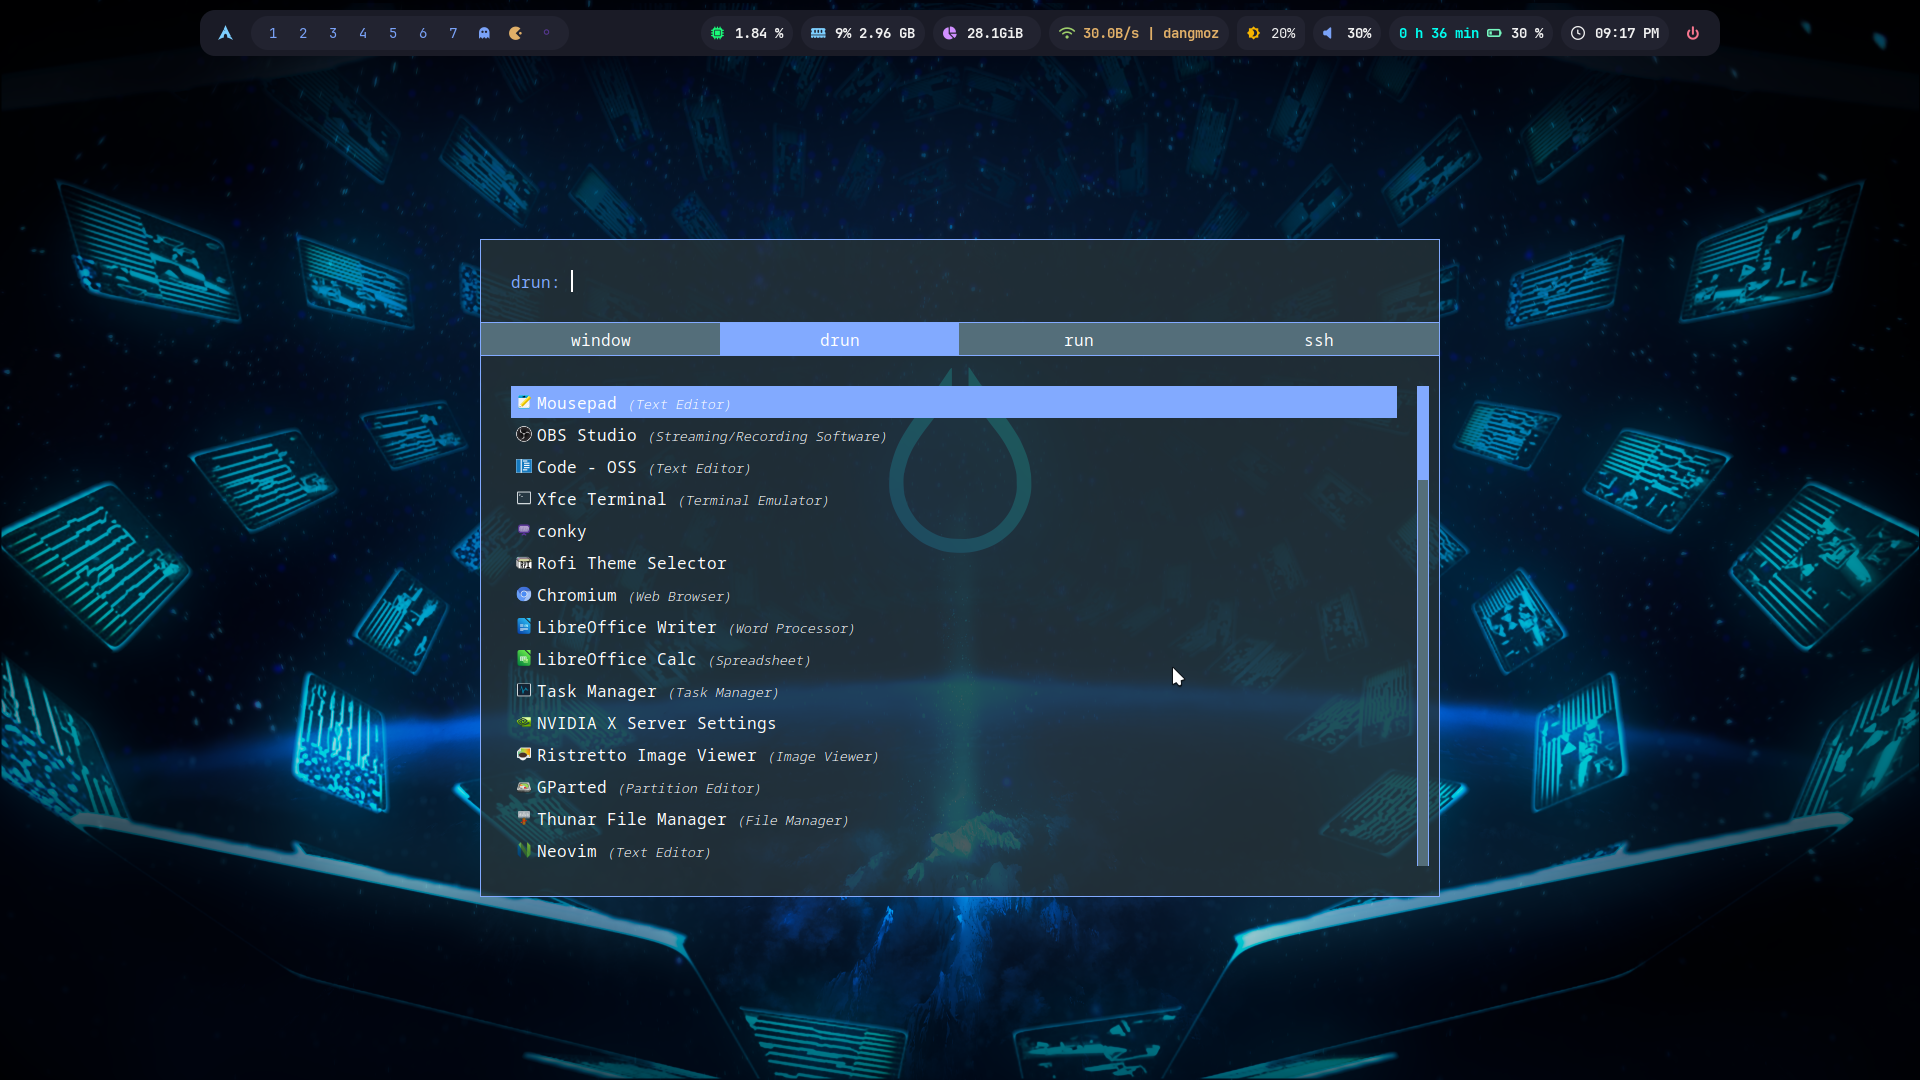 1 2 3 4 5 6 7 1.84 % 9% 2.96 GB 28.1GiB 30.0B/s | dangmoz 20% 30% 0 h 36 min 30 % 09:17 PM
drun:
window drun run ssh
Mousepad (Text Editor)
OBS Studio (Streaming/Recording Software)
Code - OSS (Text Editor)
Xfce Terminal (Terminal Emulator)
conky
Rofi Theme Selector
Chromium (Web Browser)
LibreOffice Writer (Word Processor)
LibreOffice Calc (Spreadsheet)
Task Manager (Task Manager)
NVIDIA X Server Settings
Ristretto Image Viewer (Image Viewer)
GParted (Partition Editor)
Thunar File Manager (File Manager)
Neovim (Text Editor)